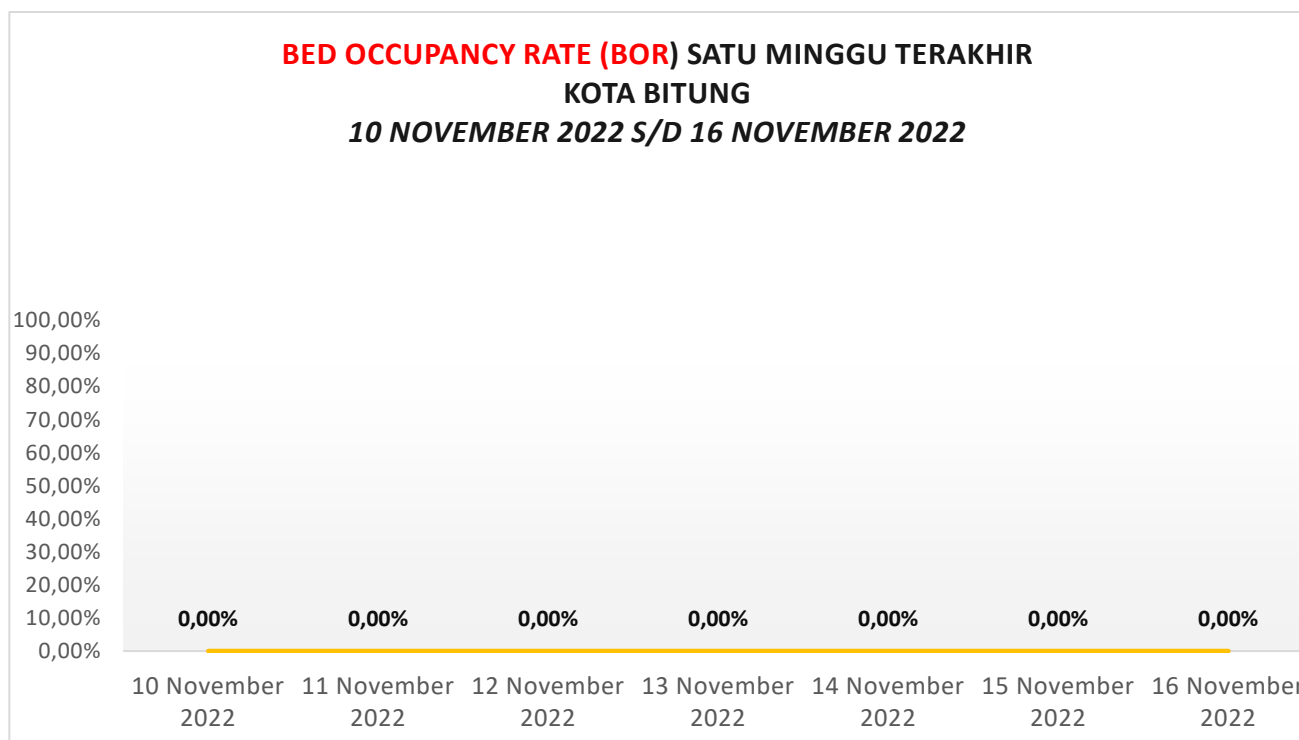 BED OCCUPANCY RATE (BOR) SATU MINGGU TERAKHIR
KOTA BITUNG
10 NOVEMBER 2022 S/D 16 NOVEMBER 2022
100,00%
90,00%
80,00%
70,00%
60,00%
50,00%
40,00%
30,00%
20,00%
10,00%
0,00%
0,00% 0,00% 0,00% 0,00% 0,00% 0,00% 0,00%
10 November 11 November 12 November 13 November 14 November 15 November 16 November
2022 2022 2022 2022 2022 2022 2022